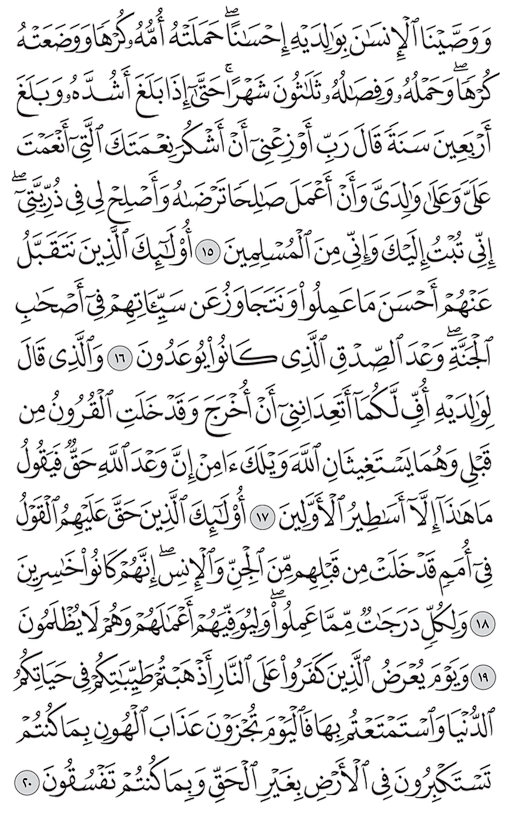 وَوَصَّيْنَا ٱلْإِنسَٰنَ بِوَٰلِدَيْهِ إِحْسَٰنًاۖ حَمَلَتْهُ أُمُّهُۥ كُرْهًا وَوَضَعَتْهُ
كُرْهًاۖ وَحَمْلُهُۥ وَفِصَٰلُهُۥ ثَلَٰثُونَ شَهْرًاۚ حَتَّىٰٓ إِذَا بَلَغَ أَشُدَّهُۥ وَبَلَغَ
أَرْبَعِينَ سَنَةً قَالَ رَبِّ أَوْزِعْنِىٓ أَنْ أَشْكُرَ نِعْمَتَكَ ٱلَّتِىٓ أَنْعَمْتَ
عَلَىَّ وَعَلَىٰ وَٰلِدَىَّ وَأَنْ أَعْمَلَ صَٰلِحًا تَرْضَىٰهُ وَأَصْلِحْ لِى فِى ذُرِّيَّتِىٓۖ
إِنِّى تُبْتُ إِلَيْكَ وَإِنِّى مِنَ ٱلْمُسْلِمِينَ ١٥ أُو۟لَٰٓئِكَ ٱلَّذِينَ نَتَقَبَّلُ
عَنْهُمْ أَحْسَنَ مَا عَمِلُوا۟ وَنَتَجَاوَزُ عَن سَيِّـَٔاتِهِمْ فِىٓ أَصْحَٰبِ
ٱلْجَنَّةِۖ وَعْدَ ٱلصِّدْقِ ٱلَّذِى كَانُوا۟ يُوعَدُونَ ١٦ وَٱلَّذِى قَالَ
لِوَٰلِدَيْهِ أُفٍّ لَّكُمَآ أَتَعِدَانِنِىٓ أَنْ أُخْرَجَ وَقَدْ خَلَتِ ٱلْقُرُونُ مِن
قَبْلِى وَهُمَا يَسْتَغِيثَانِ ٱللَّهَ وَيْلَكَ ءَامِنْ إِنَّ وَعْدَ ٱللَّهِ حَقٌّ فَيَقُولُ
مَا هَٰذَآ إِلَّآ أَسَٰطِيرُ ٱلْأَوَّلِينَ ١٧ أُو۟لَٰٓئِكَ ٱلَّذِينَ حَقَّ عَلَيْهِمُ ٱلْقَوْلُ
فِىٓ أُمَمٍ قَدْ خَلَتْ مِن قَبْلِهِم مِّنَ ٱلْجِنِّ وَٱلْإِنسِۖ إِنَّهُمْ كَانُوا۟ خَٰسِرِينَ
١٨ وَلِكُلٍّ دَرَجَٰتٌ مِّمَّا عَمِلُوا۟ۖ وَلِيُوَفِّيَهُمْ أَعْمَٰلَهُمْ وَهُمْ لَا يُظْلَمُونَ
١٩ وَيَوْمَ يُعْرَضُ ٱلَّذِينَ كَفَرُوا۟ عَلَى ٱلنَّارِ أَذْهَبْتُمْ طَيِّبَٰتِكُمْ فِى حَيَاتِكُمُ
ٱلدُّنْيَا وَٱسْتَمْتَعْتُم بِهَا فَٱلْيَوْمَ تُجْزَوْنَ عَذَابَ ٱلْهُونِ بِمَا كُنتُمْ
تَسْتَكْبِرُونَ فِى ٱلْأَرْضِ بِغَيْرِ ٱلْحَقِّ وَبِمَا كُنتُمْ تَفْسُقُونَ ٢٠